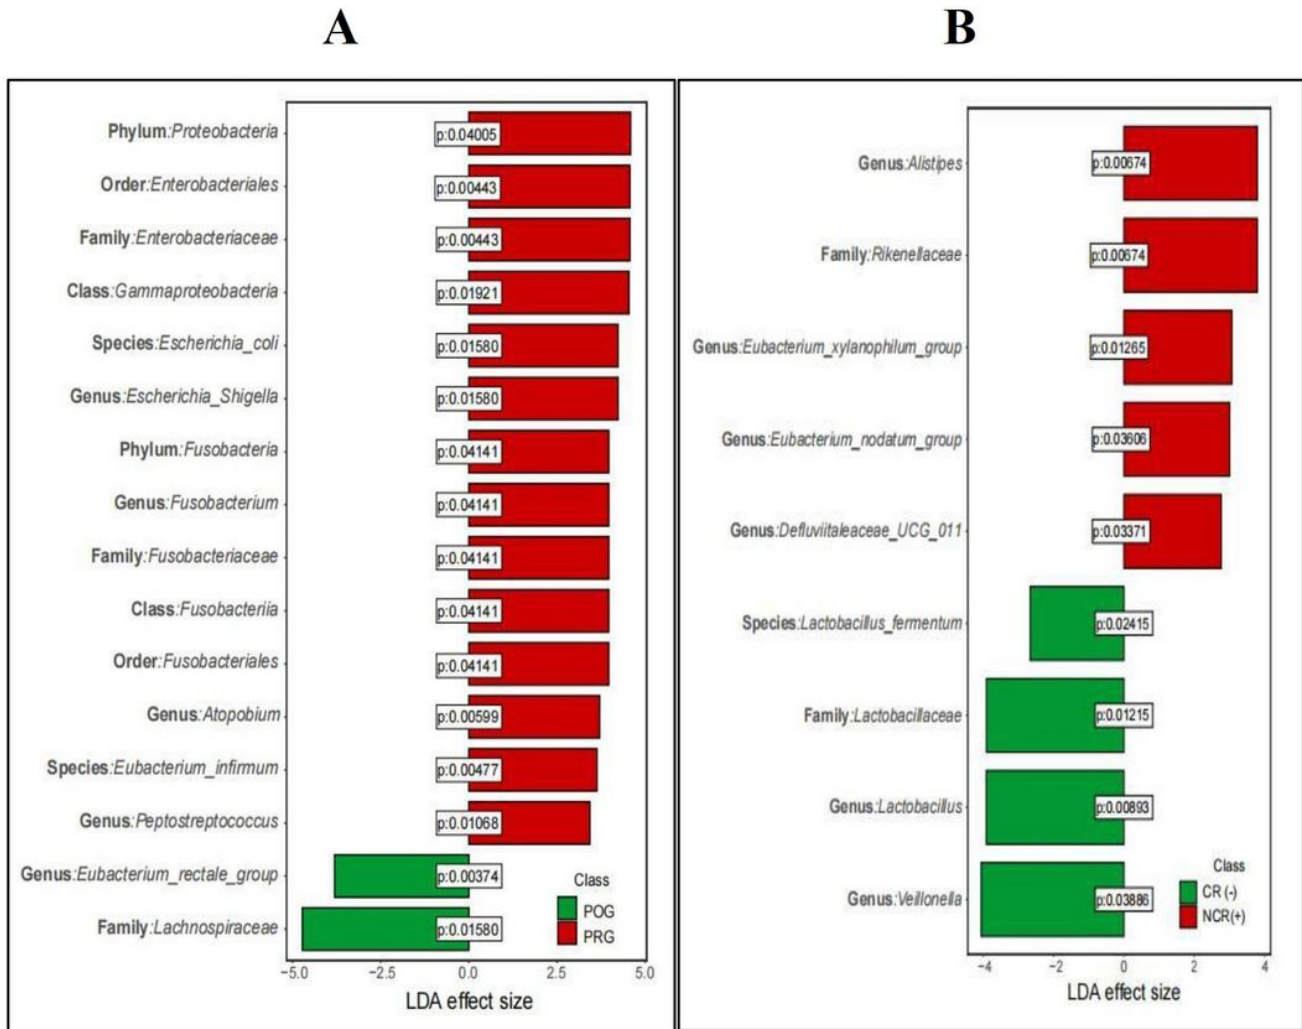 A
B
Phylum:Proteobacteria p:0.04005
Order:Enterobacteriales p:0.00443
Family:Enterobacteriaceae p:0.00443
Class:Gammaproteobacteria p:0.01921
Species:Escherichia_coli p:0.01580
Genus:Escherichia_Shigella p:0.01580
Phylum:Fusobacteria p:0.04141
Genus:Fusobacterium p:0.04141
Family:Fusobacteriaceae p:0.04141
Class:Fusobacteriia p:0.04141
Order:Fusobacteriales p:0.04141
Genus:Atopobium p:0.00599
Species:Eubacterium_infirmum p:0.00477
Genus:Peptostreptococcus p:0.01068
Genus:Eubacterium_rectale_group p:0.00374
Family:Lachnospiraceae p:0.01580
Class
POG
PRG
−5.0 −2.5 0.0 2.5 5.0
LDA effect size
Genus:Alistipes p:0.00674
Family:Rikenellaceae p:0.00674
Genus:Eubacterium_xylanophilum_group p:0.01265
Genus:Eubacterium_nodatum_group p:0.03606
Genus:Defluviitaleaceae_UCG_011 p:0.03371
Species:Lactobacillus_fermentum p:0.02415
Family:Lactobacillaceae p:0.01215
Genus:Lactobacillus p:0.00893
Genus:Veillonella p:0.03886
Class
CR (-)
NCR(+)
−4 −2 0 2 4
LDA effect size